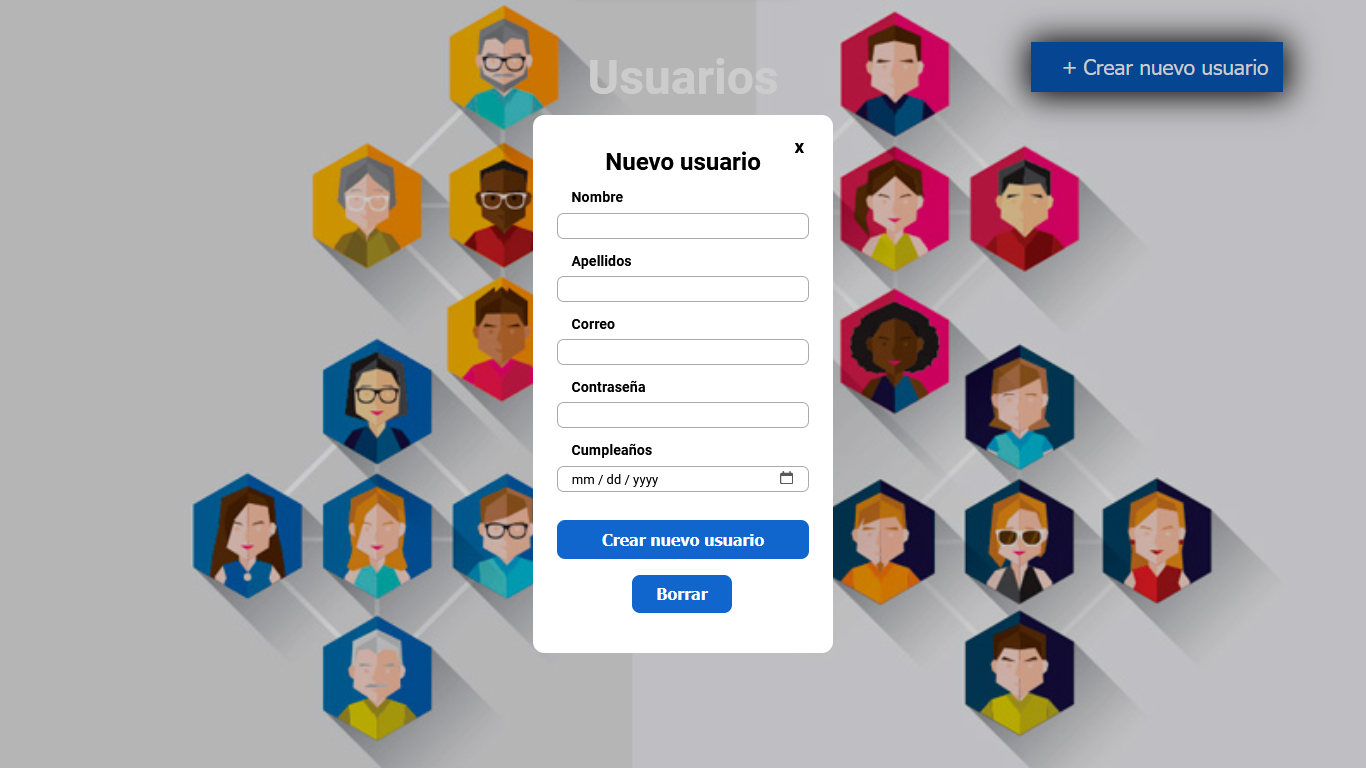 Usuarios
+ Crear nuevo usuario
x
Nuevo usuario
Nombre
Apellidos
Correo
Contraseña
Cumpleaños
mm / dd / yyyy
Crear nuevo usuario
Borrar